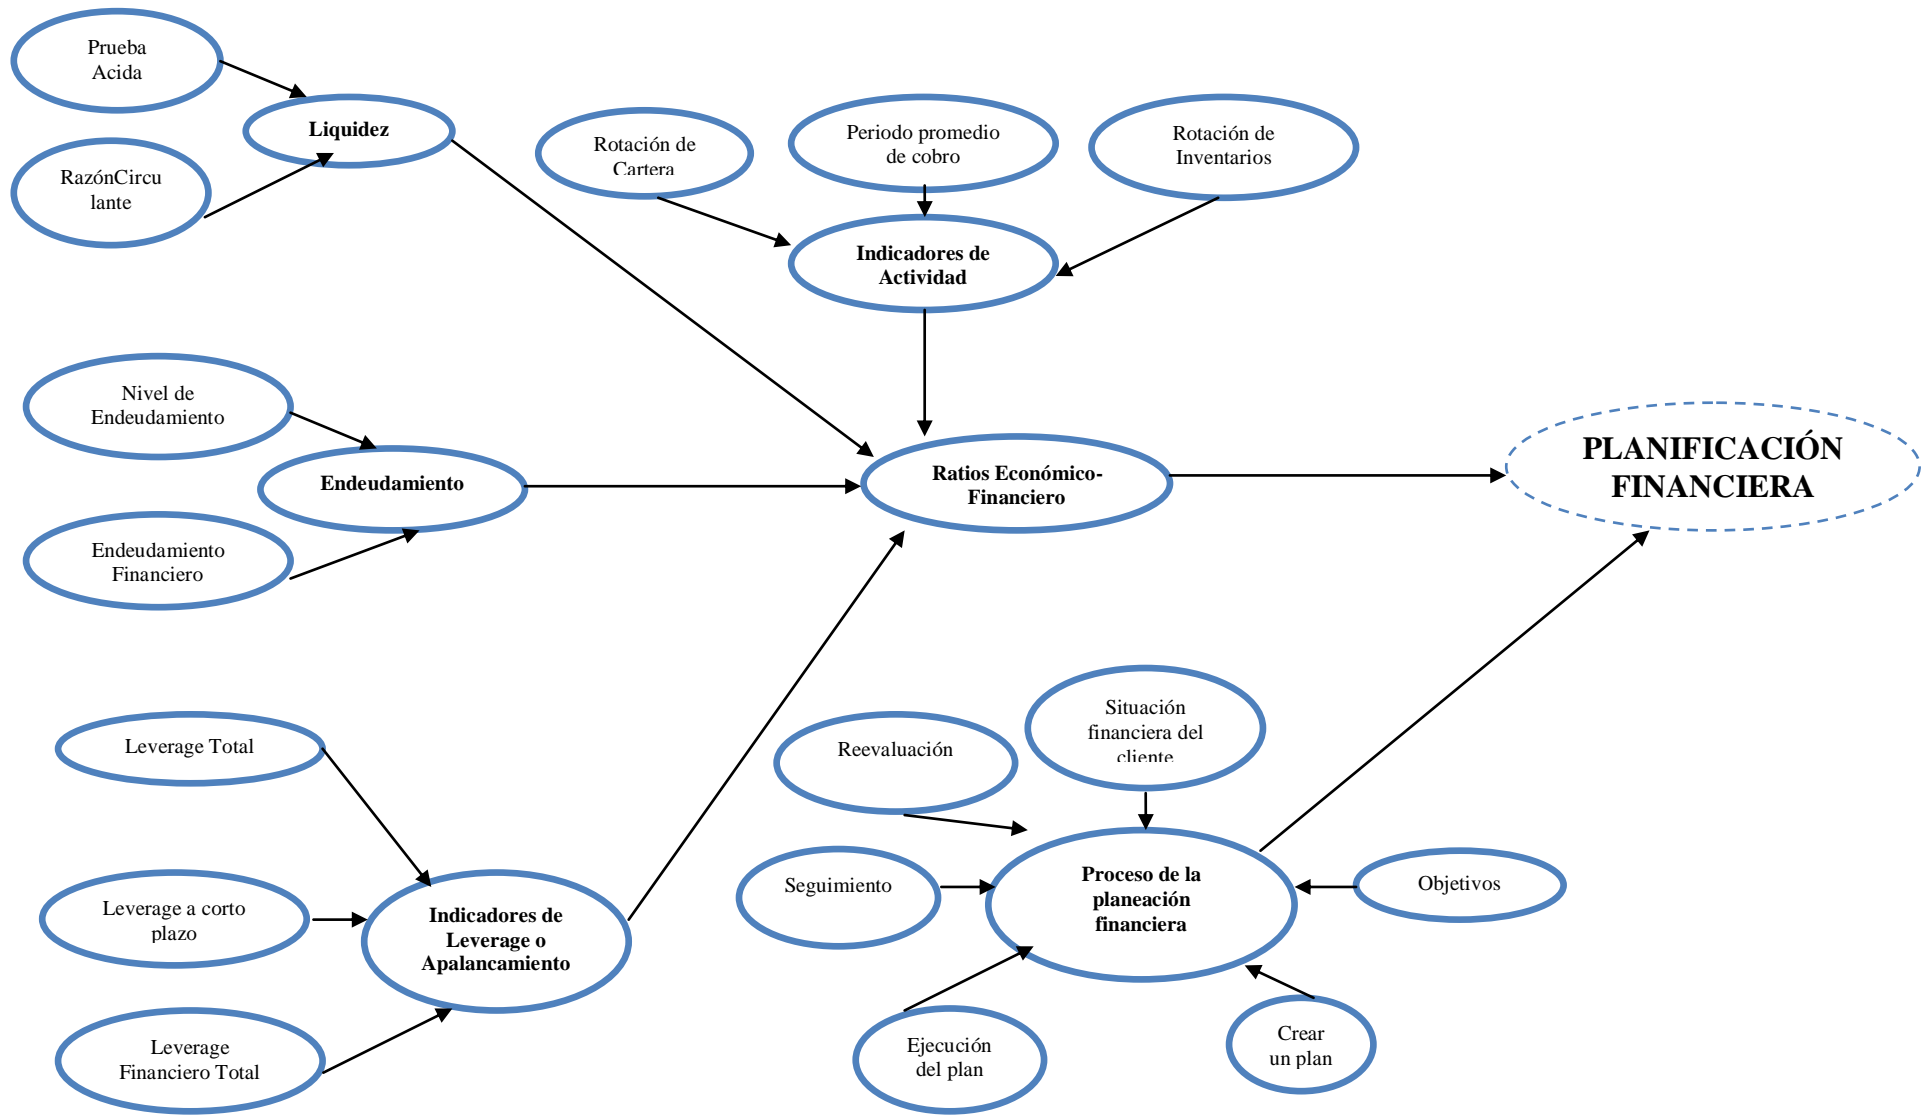 Prueba
Acida
Liquidez
RazónCircu
lante
Rotación de
Cartera
Periodo promedio
de cobro
Rotación de
Inventarios
Indicadores de
Actividad
Nivel de
Endeudamiento
Endeudamiento
Endeudamiento
Financiero
Ratios Económico-
Financiero
PLANIFICACIÓN
FINANCIERA
Leverage Total
Leverage a corto
plazo
Indicadores de
Leverage o
Apalancamiento
Leverage
Financiero Total
Reevaluación
Situación
financiera del
cliente
Seguimiento
Proceso de la
planeación
financiera
Objetivos
Ejecución
del plan
Crear
un plan